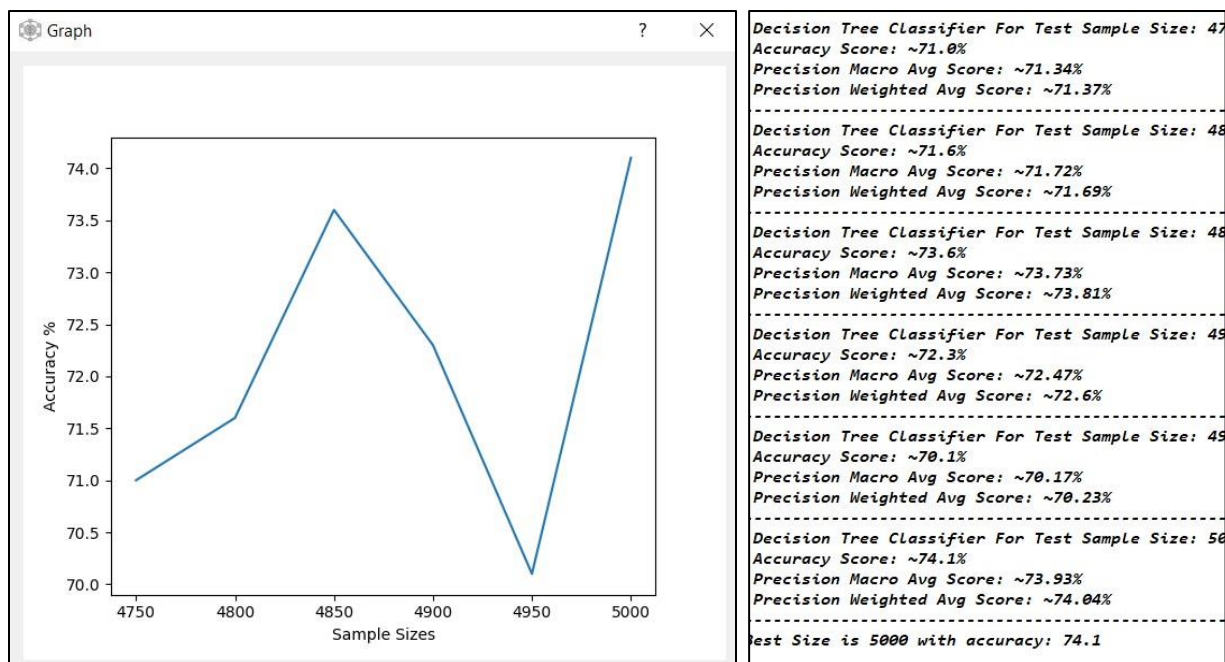 Graph ? ×
74.0
73.5
73.0
72.5
72.0
71.5
71.0
70.5
70.0
Accuracy %
4750 4800 4850 4900 4950 5000
Sample Sizes
Decision Tree Classifier For Test Sample Size: 47
Accuracy Score: ~71.0%
Precision Macro Avg Score: ~71.34%
Precision Weighted Avg Score: ~71.37%
Decision Tree Classifier For Test Sample Size: 48
Accuracy Score: ~71.6%
Precision Macro Avg Score: ~71.72%
Precision Weighted Avg Score: ~71.69%
Decision Tree Classifier For Test Sample Size: 48
Accuracy Score: ~73.6%
Precision Macro Avg Score: ~73.73%
Precision Weighted Avg Score: ~73.81%
Decision Tree Classifier For Test Sample Size: 49
Accuracy Score: ~72.3%
Precision Macro Avg Score: ~72.47%
Precision Weighted Avg Score: ~72.6%
Decision Tree Classifier For Test Sample Size: 49
Accuracy Score: ~70.1%
Precision Macro Avg Score: ~70.17%
Precision Weighted Avg Score: ~70.23%
Decision Tree Classifier For Test Sample Size: 50
Accuracy Score: ~74.1%
Precision Macro Avg Score: ~73.93%
Precision Weighted Avg Score: ~74.04%
Best Size is 5000 with accuracy: 74.1